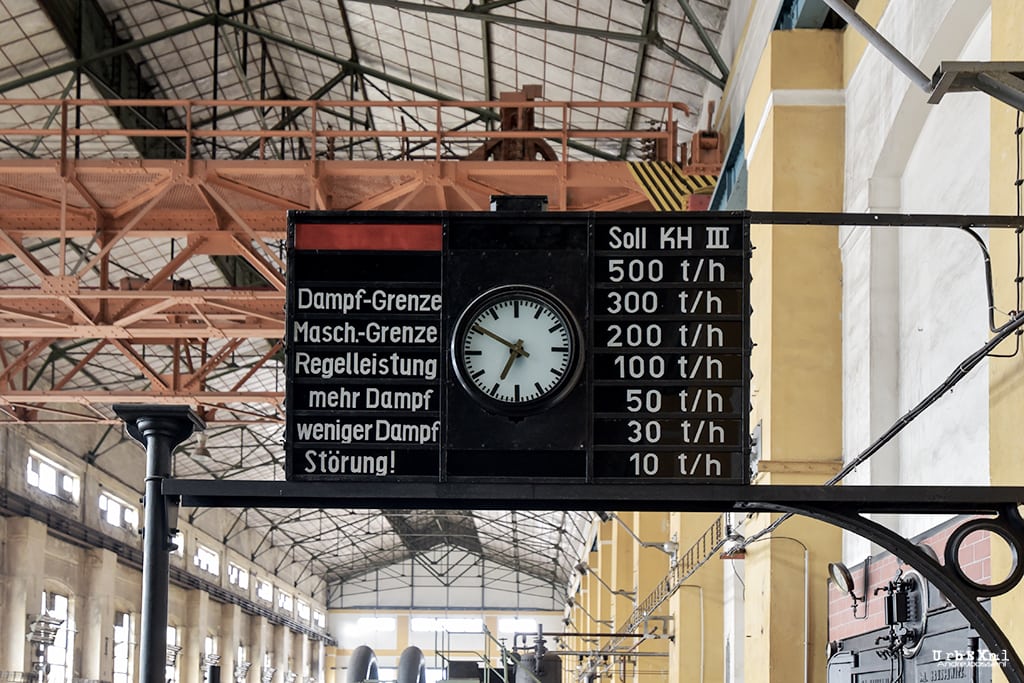 Dampf-Grenze
Masch.-Grenze
Regelleistung
mehr Dampf
weniger Dampf
Störung!
Soll KH III
500 t/h
300 t/h
200 t/h
100 t/h
50 t/h
30 t/h
10 t/h
UrbEXnl